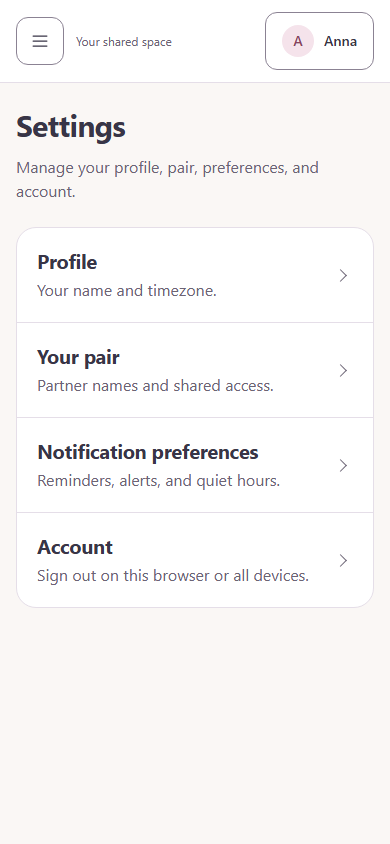 Your shared space
A
Anna
Settings
Manage your profile, pair, preferences, and
account.
Profile
Your name and timezone.
Your pair
Partner names and shared access.
Notification preferences
Reminders, alerts, and quiet hours.
Account
Sign out on this browser or all devices.